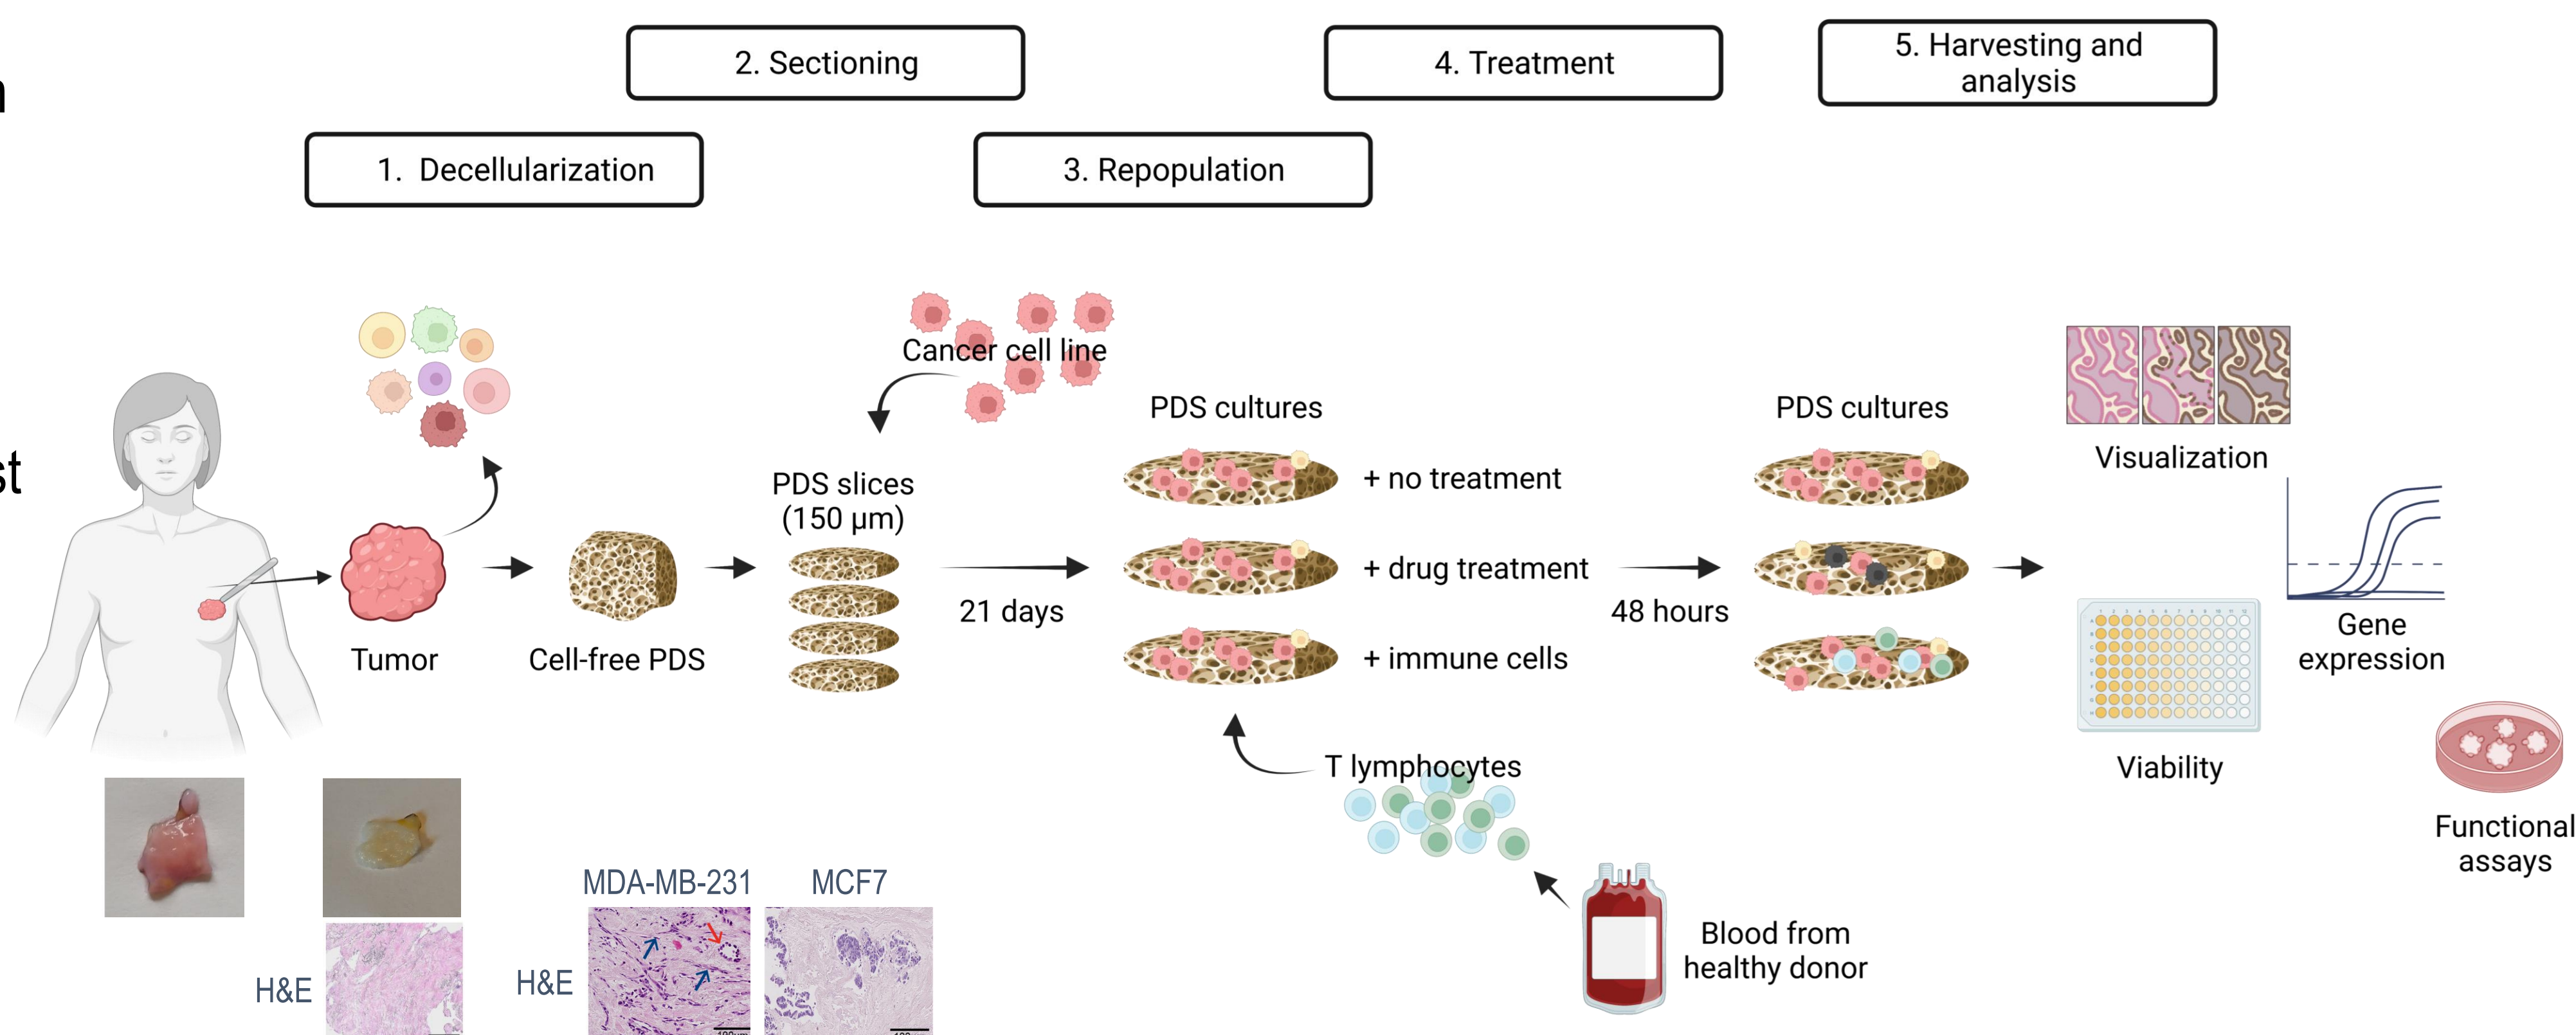 2. Sectioning
4. Treatment
5. Harvesting and
analysis
1. Decellularization
3. Repopulation
st
Cancer cell line
PDS cultures
PDS cultures
Visualization
PDS slices
(150 µm)
+ no treatment
+ drug treatment
+ immune cells
21 days
48 hours
Tumor
Cell-free PDS
Gene
expression
T lymphocytes
Viability
Functional
assays
MDA-MB-231
MCF7
H&E
H&E
Blood from
healthy donor